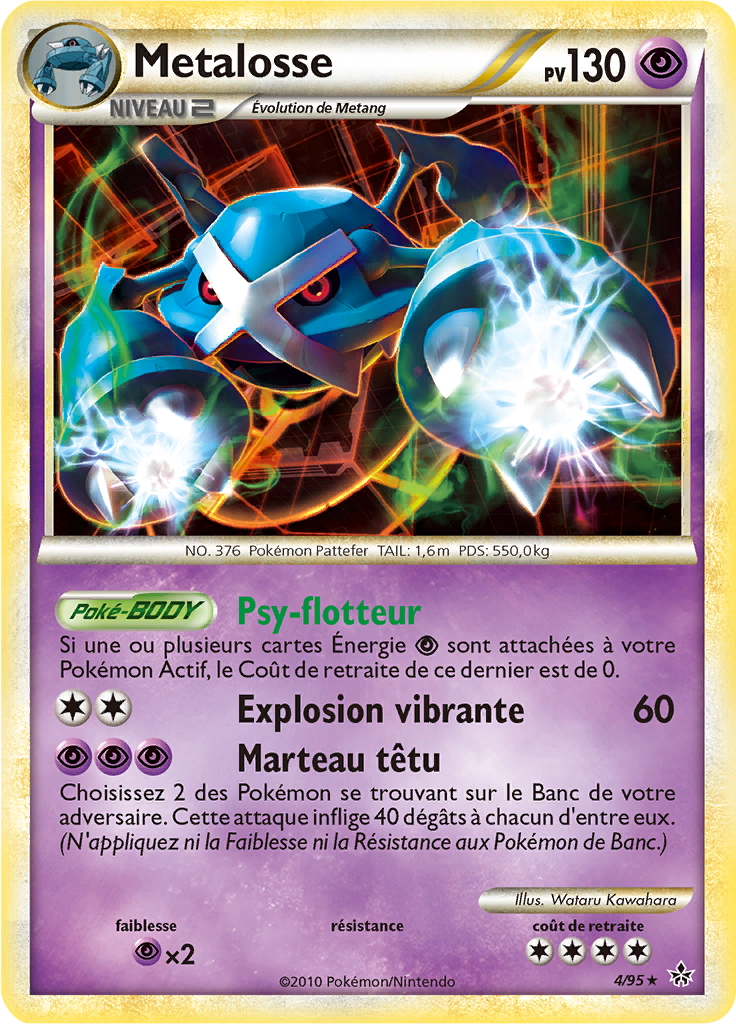 Metalosse
PV130
NIVEAU 2
Évolution de Metang
NO. 376 Pokémon Pattefer TAIL: 1,6m PDS: 550,0kg
Poké-BODY Psy-flotteur
Si une ou plusieurs cartes Énergie sont attachées à votre
Pokémon Actif, le Coût de retraite de ce dernier est de 0.
Explosion vibrante 60
Marteau têtu
Choisissez 2 des Pokémon se trouvant sur le Banc de votre
adversaire. Cette attaque inflige 40 dégâts à chacun d'entre eux.
(N'appliquez ni la Faiblesse ni la Résistance aux Pokémon de Banc.)
Illus. Wataru Kawahara
faiblesse résistance coût de retraite
×2
4/95 ★
©2010 Pokémon/Nintendo